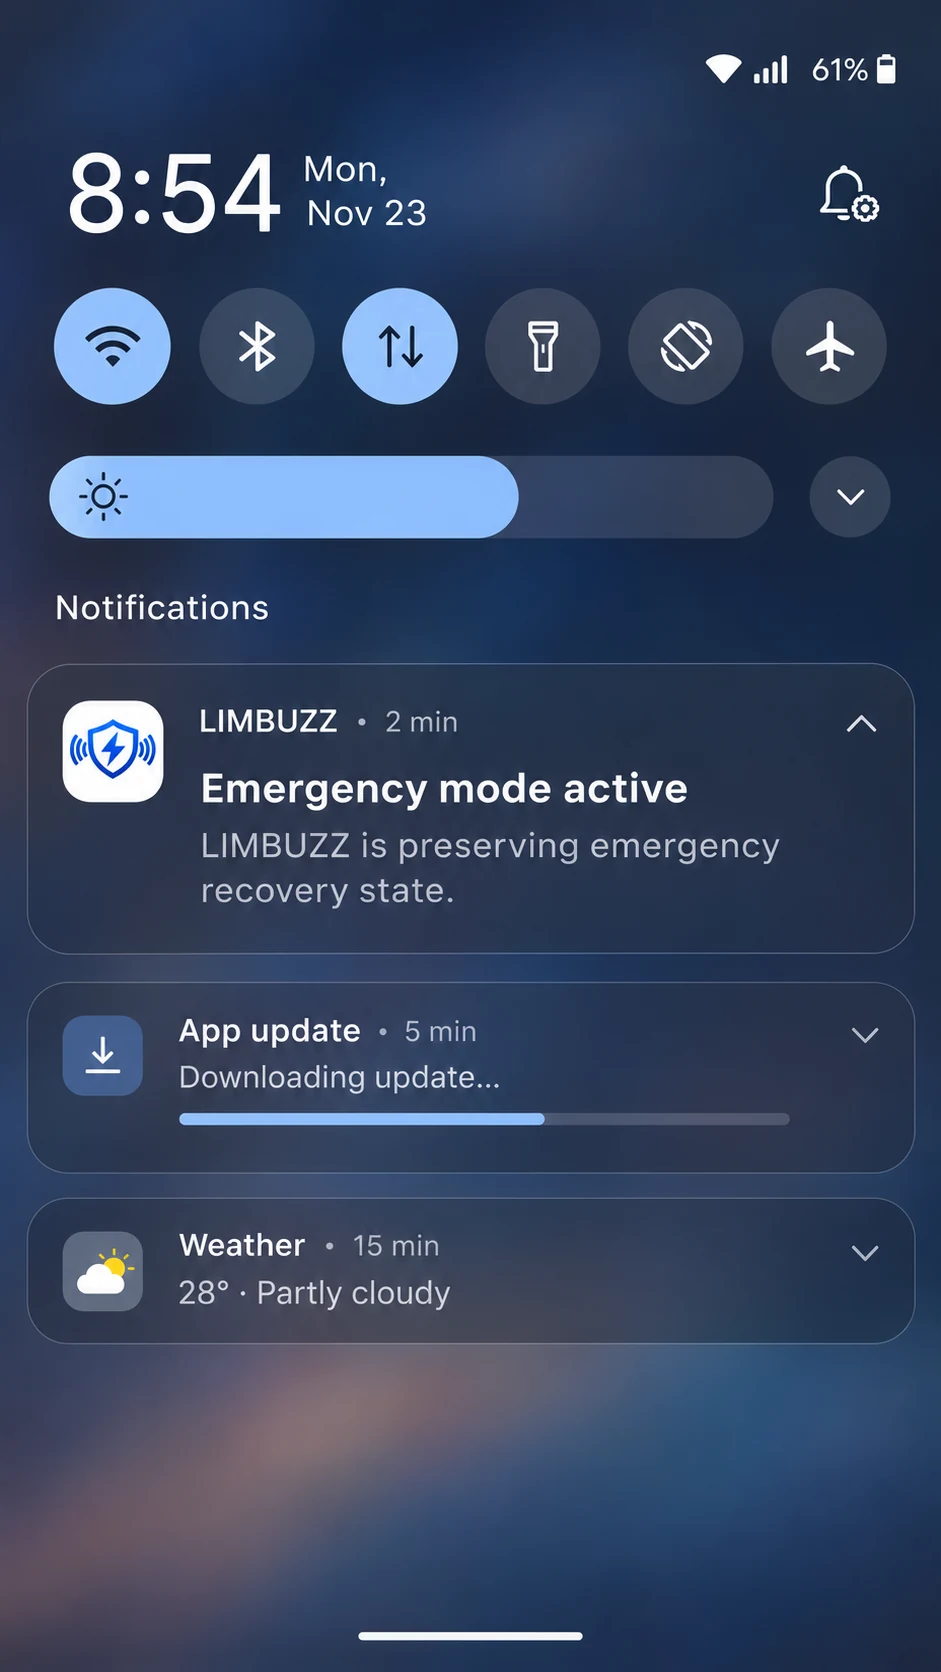 61%
8:54
Mon,
Nov 23
Notifications
LIMBUZZ • 2 min
Emergency mode active
LIMBUZZ is preserving emergency
recovery state.
App update • 5 min
Downloading update...
Weather • 15 min
28° · Partly cloudy